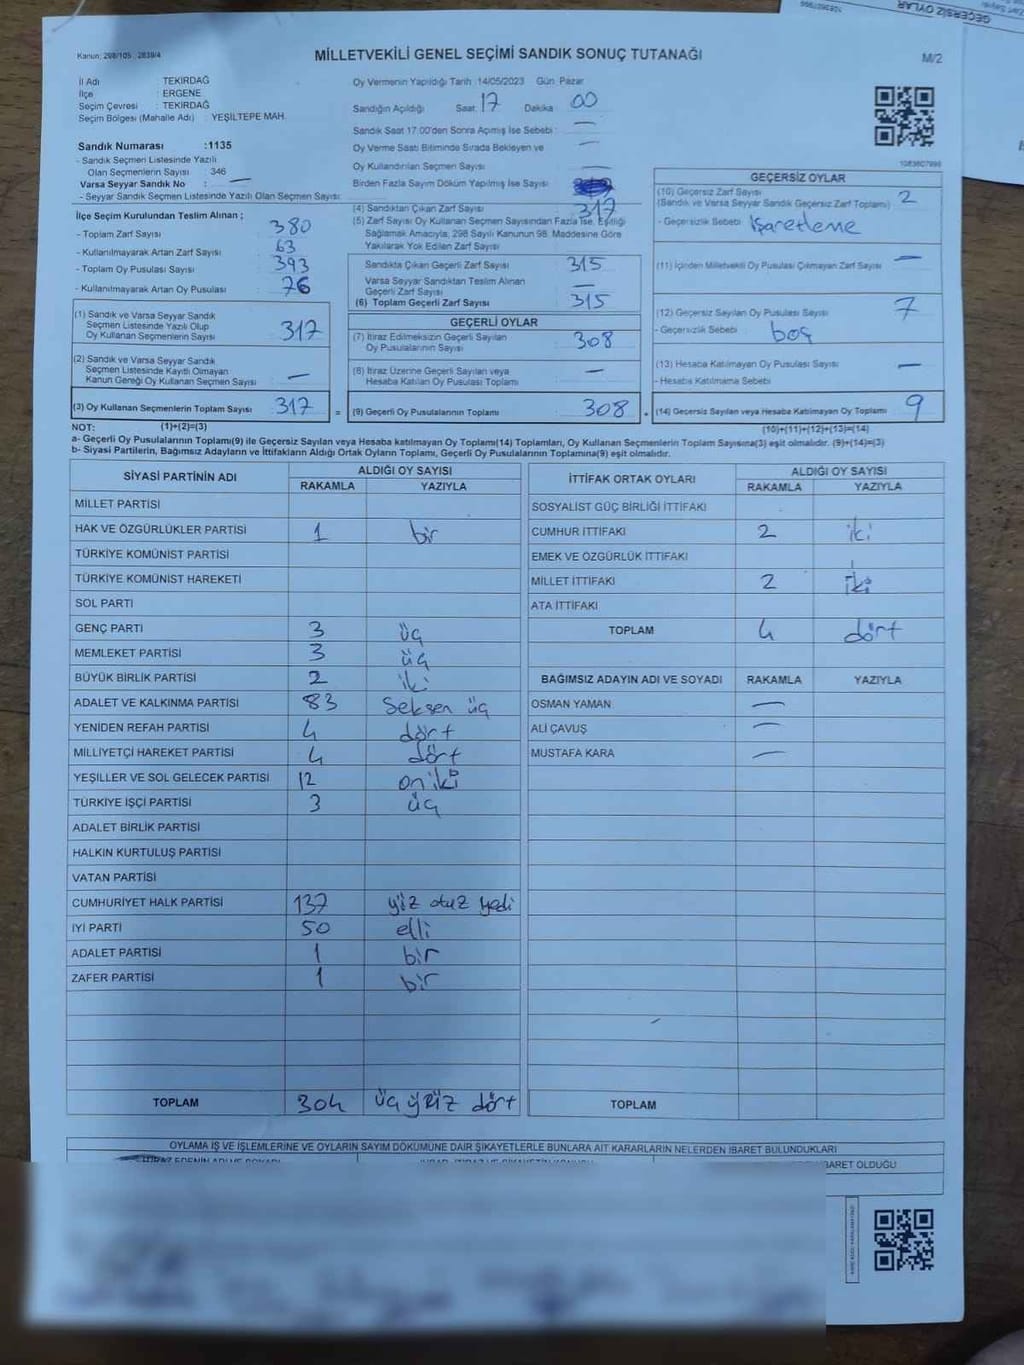 GEÇERSİZ OYLAR
Kanun: 298/105 : 2839/4
MİLLETVEKİLİ GENEL SEÇİMİ SANDIK SONUÇ TUTANAĞI
M/2
İl Adı : TEKİRDAĞ
İlçe : ERGENE
Seçim Çevresi : TEKİRDAĞ
Seçim Bölgesi (Mahalle Adı) : YEŞİLTEPE MAH.
Oy Vermenin Yapıldığı Tarih :14/05/2023 Gün: Pazar
Sandığın Açıldığı Saat: 17 Dakika 00
Sandık Saat 17:00'den Sonra Açımış İse Sebebi : —
Oy Verme Saati Bitiminde Sırada Bekleyen ve
Oy Kullandırılan Seçmen Sayısı —
Birden Fazla Sayım Döküm Yapılmış İse Sayısı
Sandık Numarası :1135
- Sandık Seçmen Listesinde Yazılı
Olan Seçmenlerin Sayısı : 346
Varsa Seyyar Sandık No : —
- Seyyar Sandık Seçmen Listesinde Yazılı Olan Seçmen Sayısı:
İlçe Seçim Kurulundan Teslim Alınan ;
- Toplam Zarf Sayısı 380
- Kullanılmayarak Artan Zarf Sayısı 63
- Toplam Oy Pusulası Sayısı 393
- Kullanılmayarak Artan Oy Pusulası 76
(1) Sandık ve Varsa Seyyar Sandık
Seçmen Listesinde Yazılı Olup
Oy Kullanan Seçmenlerin Sayısı 317
(2) Sandık ve Varsa Seyyar Sandık
Seçmen Listesinde Kayıtlı Olmayan
Kanun Gereği Oy Kullanan Seçmen Sayısı —
(3) Oy Kullanan Seçmenlerin Toplam Sayısı 317 =
(4) Sandıktan Çıkan Zarf Sayısı 317
(5) Zarf Sayısı Oy Kullanan Seçmen Sayısından Fazla İse, Eşitliği
Sağlamak Amacıyla, 298 Sayılı Kanunun 98. Maddesine Göre
Yakılarak Yok Edilen Zarf Sayısı
Sandıkta Çıkan Geçerli Zarf Sayısı 315
Varsa Seyyar Sandıktan Teslim Alınan
Geçerli Zarf Sayısı —
(6) Toplam Geçerli Zarf Sayısı 315
GEÇERLİ OYLAR
(7) İtiraz Edilmeksizin Geçerli Sayılan
Oy Pusulalarının Sayısı 308
(8) İtiraz Üzerine Geçerli Sayılan veya
Hesaba Katılan Oy Pusulası Toplamı —
(9) Geçerli Oy Pusulalarının Toplamı 308
1083607996
GEÇERSİZ OYLAR
(10) Geçersiz Zarf Sayısı
(Sandık ve Varsa Seyyar Sandık Geçersiz Zarf Toplamı) 2
- Geçersizlik Sebebi işaretleme
(11) İçinden Milletvekili Oy Pusulası Çıkmayan Zarf Sayısı —
(12) Geçersiz Sayılan Oy Pusulası Sayısı 7
- Geçersizlik Sebebi boş
(13) Hesaba Katılmayan Oy Pusulası Sayısı —
- Hesaba Katılmama Sebebi
(14) Geçersiz Sayılan veya Hesaba Katılmayan Oy Toplamı 9
NOT: (1)+(2)=(3)
(10)+(11)+(12)+(13)=(14)
a- Geçerli Oy Pusulalarının Toplamı(9) ile Geçersiz Sayılan veya Hesaba katılmayan Oy Toplamı(14) Toplamları, Oy Kullanan Seçmenlerin Toplam Sayısına(3) eşit olmalıdır. (9)+(14)=(3)
b- Siyasi Partilerin, Bağımsız Adayların ve İttifakların Aldığı Ortak Oyların Toplamı, Geçerli Oy Pusulalarının Toplamına(9) eşit olmalıdır.
SİYASİ PARTİNİN ADI ALDIĞI OY SAYISI
RAKAMLA YAZIYLA
MİLLET PARTİSİ
HAK VE ÖZGÜRLÜKLER PARTİSİ 1 bir
TÜRKİYE KOMÜNİST PARTİSİ
TÜRKİYE KOMÜNİST HAREKETİ
SOL PARTİ
GENÇ PARTİ 3 üç
MEMLEKET PARTİSİ 3 üç
BÜYÜK BİRLİK PARTİSİ 2 iki
ADALET VE KALKINMA PARTİSİ 83 Seksen üç
YENİDEN REFAH PARTİSİ 4 dört
MİLLİYETÇİ HAREKET PARTİSİ 4 dört
YEŞİLLER VE SOL GELECEK PARTİSİ 12 oniki
TÜRKİYE İŞÇİ PARTİSİ 3 üç
ADALET BİRLİK PARTİSİ
HALKIN KURTULUŞ PARTİSİ
VATAN PARTİSİ
CUMHURİYET HALK PARTİSİ 137 yüz otuz yedi
İYİ PARTİ 50 elli
ADALET PARTİSİ 1 bir
ZAFER PARTİSİ 1 bir
TOPLAM 304 üç yüz dört
İTTİFAK ORTAK OYLARI ALDIĞI OY SAYISI
RAKAMLA YAZIYLA
SOSYALİST GÜÇ BİRLİĞİ İTTİFAKI
CUMHUR İTTİFAKI 2 iki
EMEK VE ÖZGÜRLÜK İTTİFAKI
MİLLET İTTİFAKI 2 iki
ATA İTTİFAKI
TOPLAM 4 dört
BAĞIMSIZ ADAYIN ADI VE SOYADI RAKAMLA YAZIYLA
OSMAN YAMAN —
ALİ ÇAVUŞ —
MUSTAFA KARA —
TOPLAM
OYLAMA İŞ VE İŞLEMLERİNE VE OYLARIN SAYIM DÖKÜMÜNE DAİR ŞİKAYETLERLE BUNLARA AİT KARARLARIN NELERDEN İBARET BULUNDUKLARI
İBARET OLDUĞU